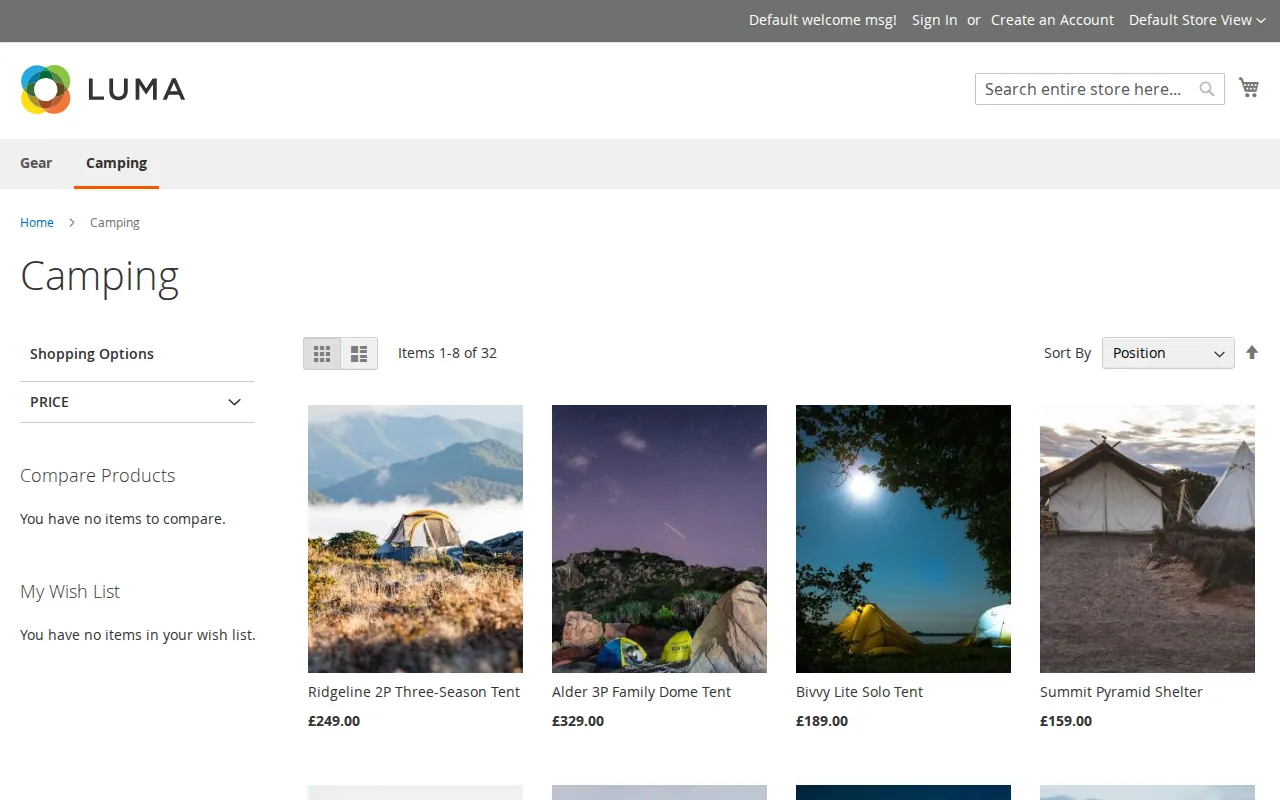 Default welcome msg! Sign In or Create an Account Default Store View
LUMA
Search entire store here...
Gear Camping
Home Camping
Camping
Shopping Options
Items 1-8 of 32
Sort By Position
PRICE
Compare Products
You have no items to compare.
My Wish List
You have no items in your wish list.
Ridgeline 2P Three-Season Tent
£249.00
Alder 3P Family Dome Tent
£329.00
Bivvy Lite Solo Tent
£189.00
Summit Pyramid Shelter
£159.00